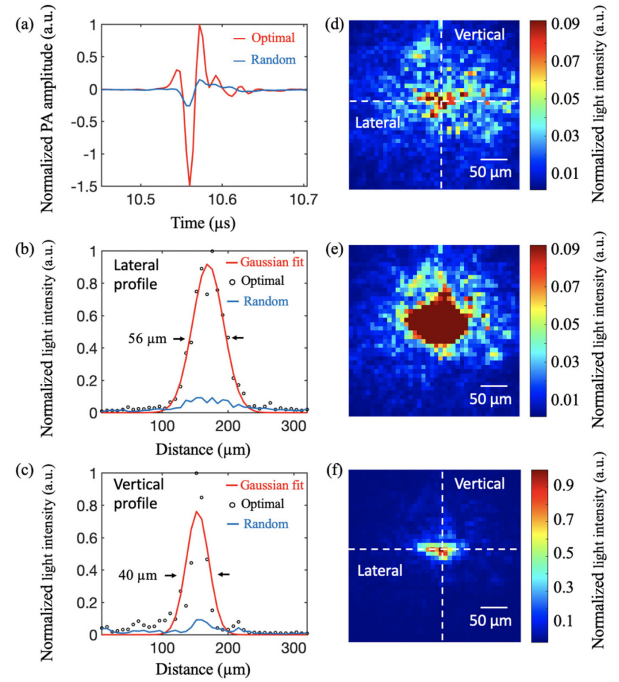 (a)
Normalized PA amplitude (a.u.)
1
0.5
0
-0.5
-1
-1.5
Optimal
Random
10.5
10.6
10.7
Time (µs)
(d)
Vertical
Lateral
50 µm
0.09
0.07
0.05
0.03
0.01
Normalized light intensity (a.u.)
(b)
Normalized light intensity (a.u.)
1
0.8
0.6
0.4
0.2
0
Lateral
profile
Gaussian fit
Optimal
Random
56 µm
0
100
200
300
Distance (µm)
(e)
50 µm
0.09
0.07
0.05
0.03
0.01
Normalized light intensity (a.u.)
(c)
Normalized light intensity (a.u.)
1
0.8
0.6
0.4
0.2
0
Vertical
profile
Gaussian fit
Optimal
Random
40 µm
0
100
200
300
Distance (µm)
(f)
Vertical
Lateral
50 µm
0.9
0.7
0.5
0.3
0.1
Normalized light intensity (a.u.)